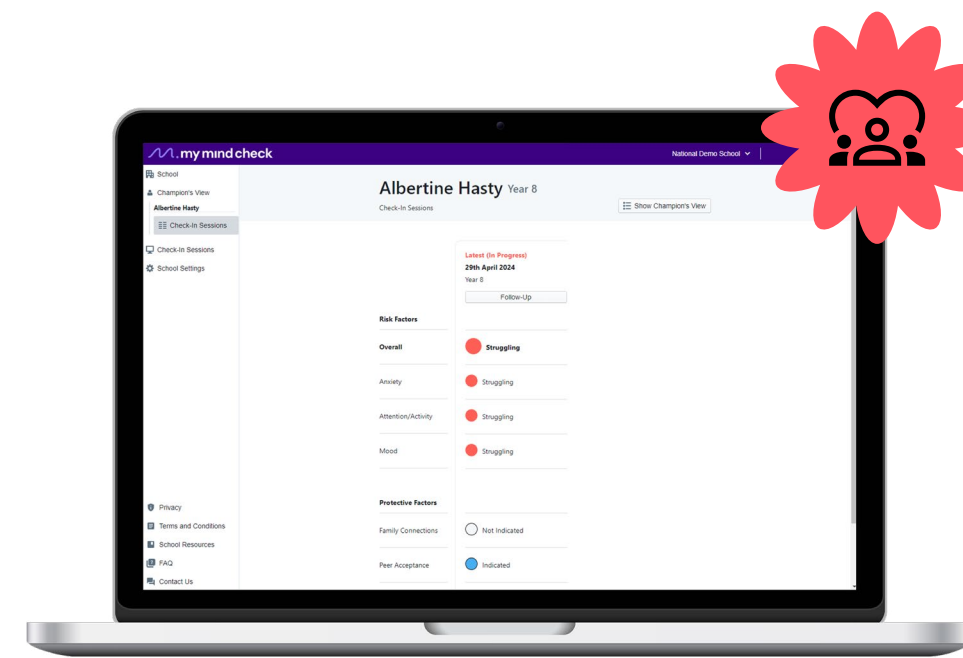 my mind check
National Demo School
School
Champion's View
Albertine Hasty
Check-In Sessions
Check-In Sessions
School Settings
Privacy
Terms and Conditions
School Resources
FAQ
Contact Us
Albertine Hasty Year 8
Check-In Sessions
Show Champion's View
Latest (In Progress)
29th April 2024
Year 8
Follow-Up
Risk Factors
Overall Struggling
Anxiety Struggling
Attention/Activity Struggling
Mood Struggling
Protective Factors
Family Connections Not Indicated
Peer Acceptance Indicated